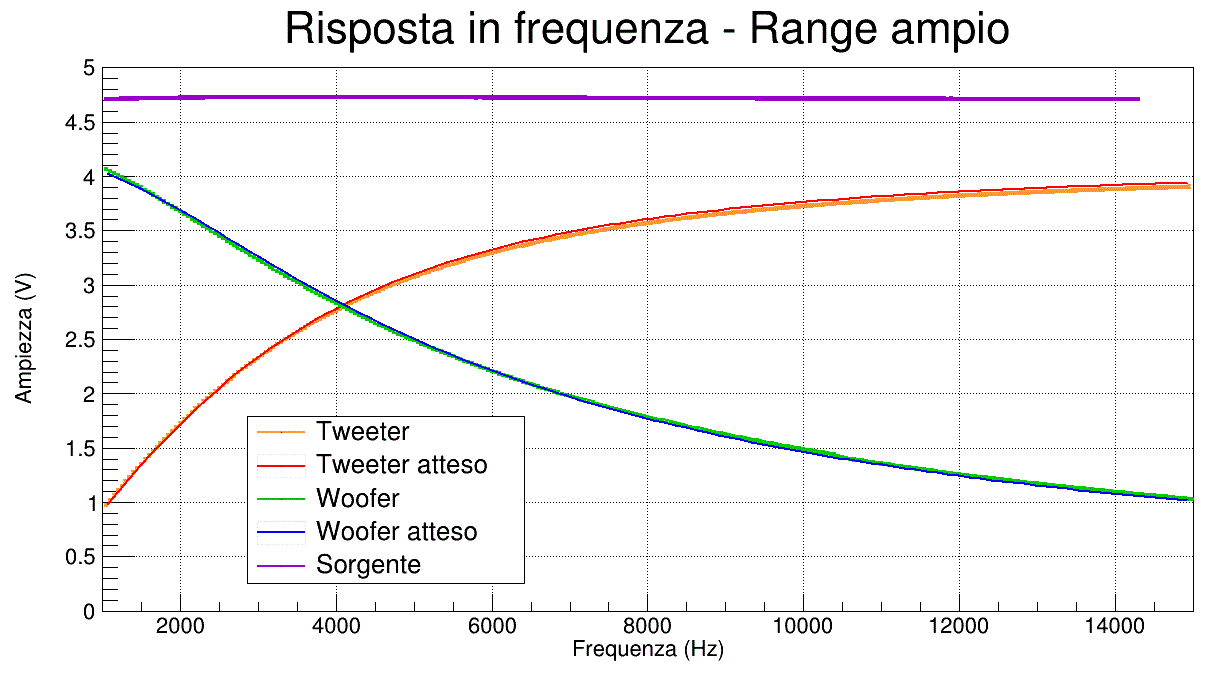 Risposta in frequenza - Range ampio
Ampiezza (V)
5
4.5
4
3.5
3
2.5
2
1.5
1
0.5
0
Tweeter
Tweeter atteso
Woofer
Woofer atteso
Sorgente
2000 4000 6000 8000 10000 12000 14000
Frequenza (Hz)